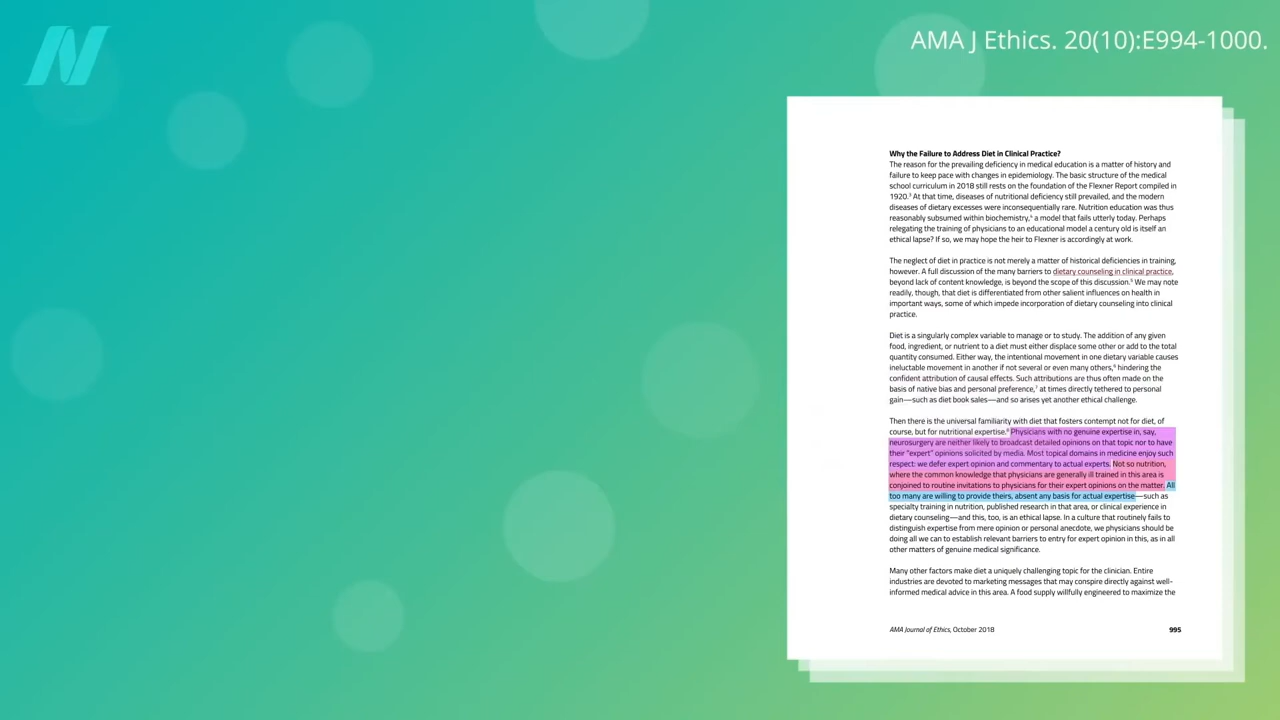 AMA J Ethics. 20(10):E994-1000.
Why the Failure to Address Diet in Clinical Practice?
The reason for the prevailing deficiency in medical education is a matter of history and
failure to keep pace with changes in epidemiology. The basic structure of the medical
school curriculum in 2018 still rests on the foundation of the Flexner Report compiled in
1920.³ At that time, diseases of nutritional deficiency still prevailed, and the modern
diseases of dietary excesses were inconsequentially rare. Nutrition education was thus
reasonably subsumed within biochemistry,⁴ a model that fails utterly today. Perhaps
relegating the training of physicians to an educational model a century old is itself an
ethical lapse? If so, we may hope the heir to Flexner is accordingly at work.
The neglect of diet in practice is not merely a matter of historical deficiencies in training,
however. A full discussion of the many barriers to dietary counseling in clinical practice,
beyond lack of content knowledge, is beyond the scope of this discussion.⁵ We may note
readily, though, that diet is differentiated from other salient influences on health in
important ways, some of which impede incorporation of dietary counseling into clinical
practice.
Diet is a singularly complex variable to manage or to study. The addition of any given
food, ingredient, or nutrient to a diet must either displace some other or add to the total
quantity consumed. Either way, the intentional movement in one dietary variable causes
ineluctable movement in another if not several or even many others,⁶ hindering the
confident attribution of causal effects. Such attributions are thus often made on the
basis of native bias and personal preference,⁷ at times directly tethered to personal
gain—such as diet book sales—and so arises yet another ethical challenge.
Then there is the universal familiarity with diet that fosters contempt not for diet, of
course, but for nutritional expertise.⁸ Physicians with no genuine expertise in, say,
neurosurgery are neither likely to broadcast detailed opinions on that topic nor to have
their “expert” opinions solicited by media. Most topical domains in medicine enjoy such
respect: we defer expert opinion and commentary to actual experts. Not so nutrition,
where the common knowledge that physicians are generally ill trained in this area is
conjoined to routine invitations to physicians for their expert opinions on the matter. All
too many are willing to provide theirs, absent any basis for actual expertise—such as
specialty training in nutrition, published research in that area, or clinical experience in
dietary counseling—and this, too, is an ethical lapse. In a culture that routinely fails to
distinguish expertise from mere opinion or personal anecdote, we physicians should be
doing all we can to establish relevant barriers to entry for expert opinion in this, as in all
other matters of genuine medical significance.
Many other factors make diet a uniquely challenging topic for the clinician. Entire
industries are devoted to marketing messages that may conspire directly against well-
informed medical advice in this area. A food supply willfully engineered to maximize the
AMA Journal of Ethics, October 2018 995